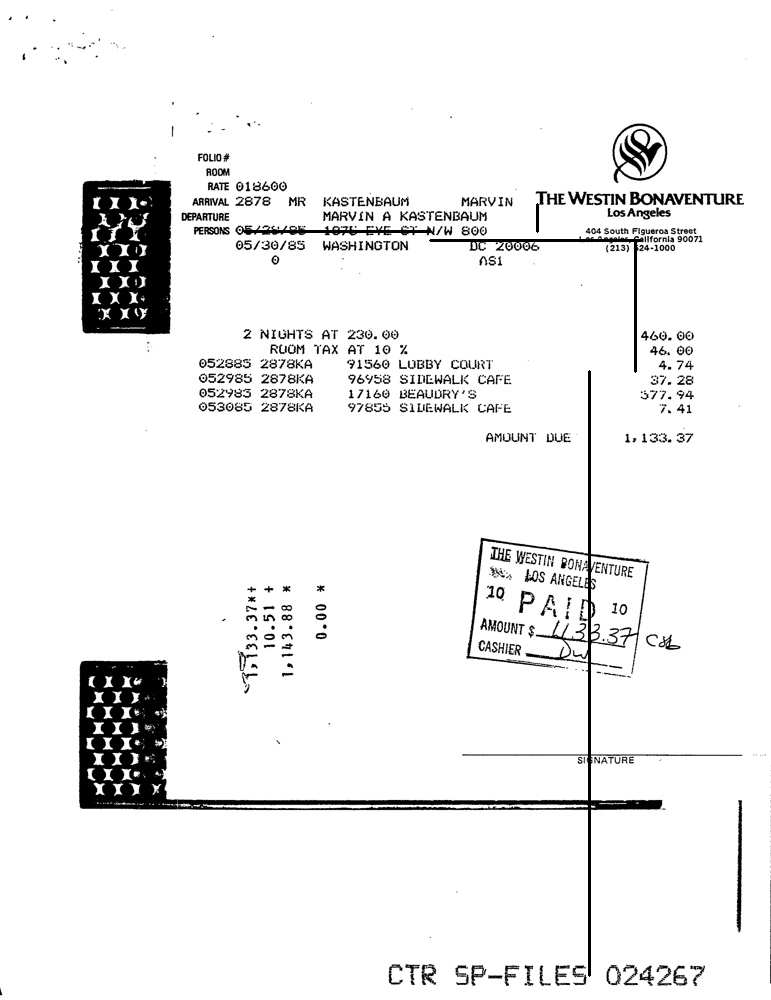 FOLIO #
ROOM
RATE 018600
ARRIVAL 2878 MR KASTENBAUM MARVIN
DEPARTURE MARVIN A KASTENBAUM
PERSONS 05/28/85 1875 EYE ST N/W 800
05/30/85 WASHINGTON DC 20006
0 AS1
THE WESTIN BONAVENTURE
Los Angeles
404 South Figueroa Street
Los Angeles, California 90071
(213) 624-1000
2 NIGHTS AT 230.00 460.00
ROOM TAX AT 10 % 46.00
052885 2878KA 91560 LOBBY COURT 4.74
052985 2878KA 96958 SIDEWALK CAFE 37.28
052985 2878KA 17160 BEAUDRY'S 577.94
053085 2878KA 97855 SIDEWALK CAFE 7.41
AMOUNT DUE 1,133.37
1,133.37*+
10.51 +
1,143.88 *
0.00 *
THE WESTIN BONAVENTURE
LOS ANGELES
10 PAID 10
AMOUNT $ 1133.37
CASHIER DW
SIGNATURE
CTR SP-FILES 024267